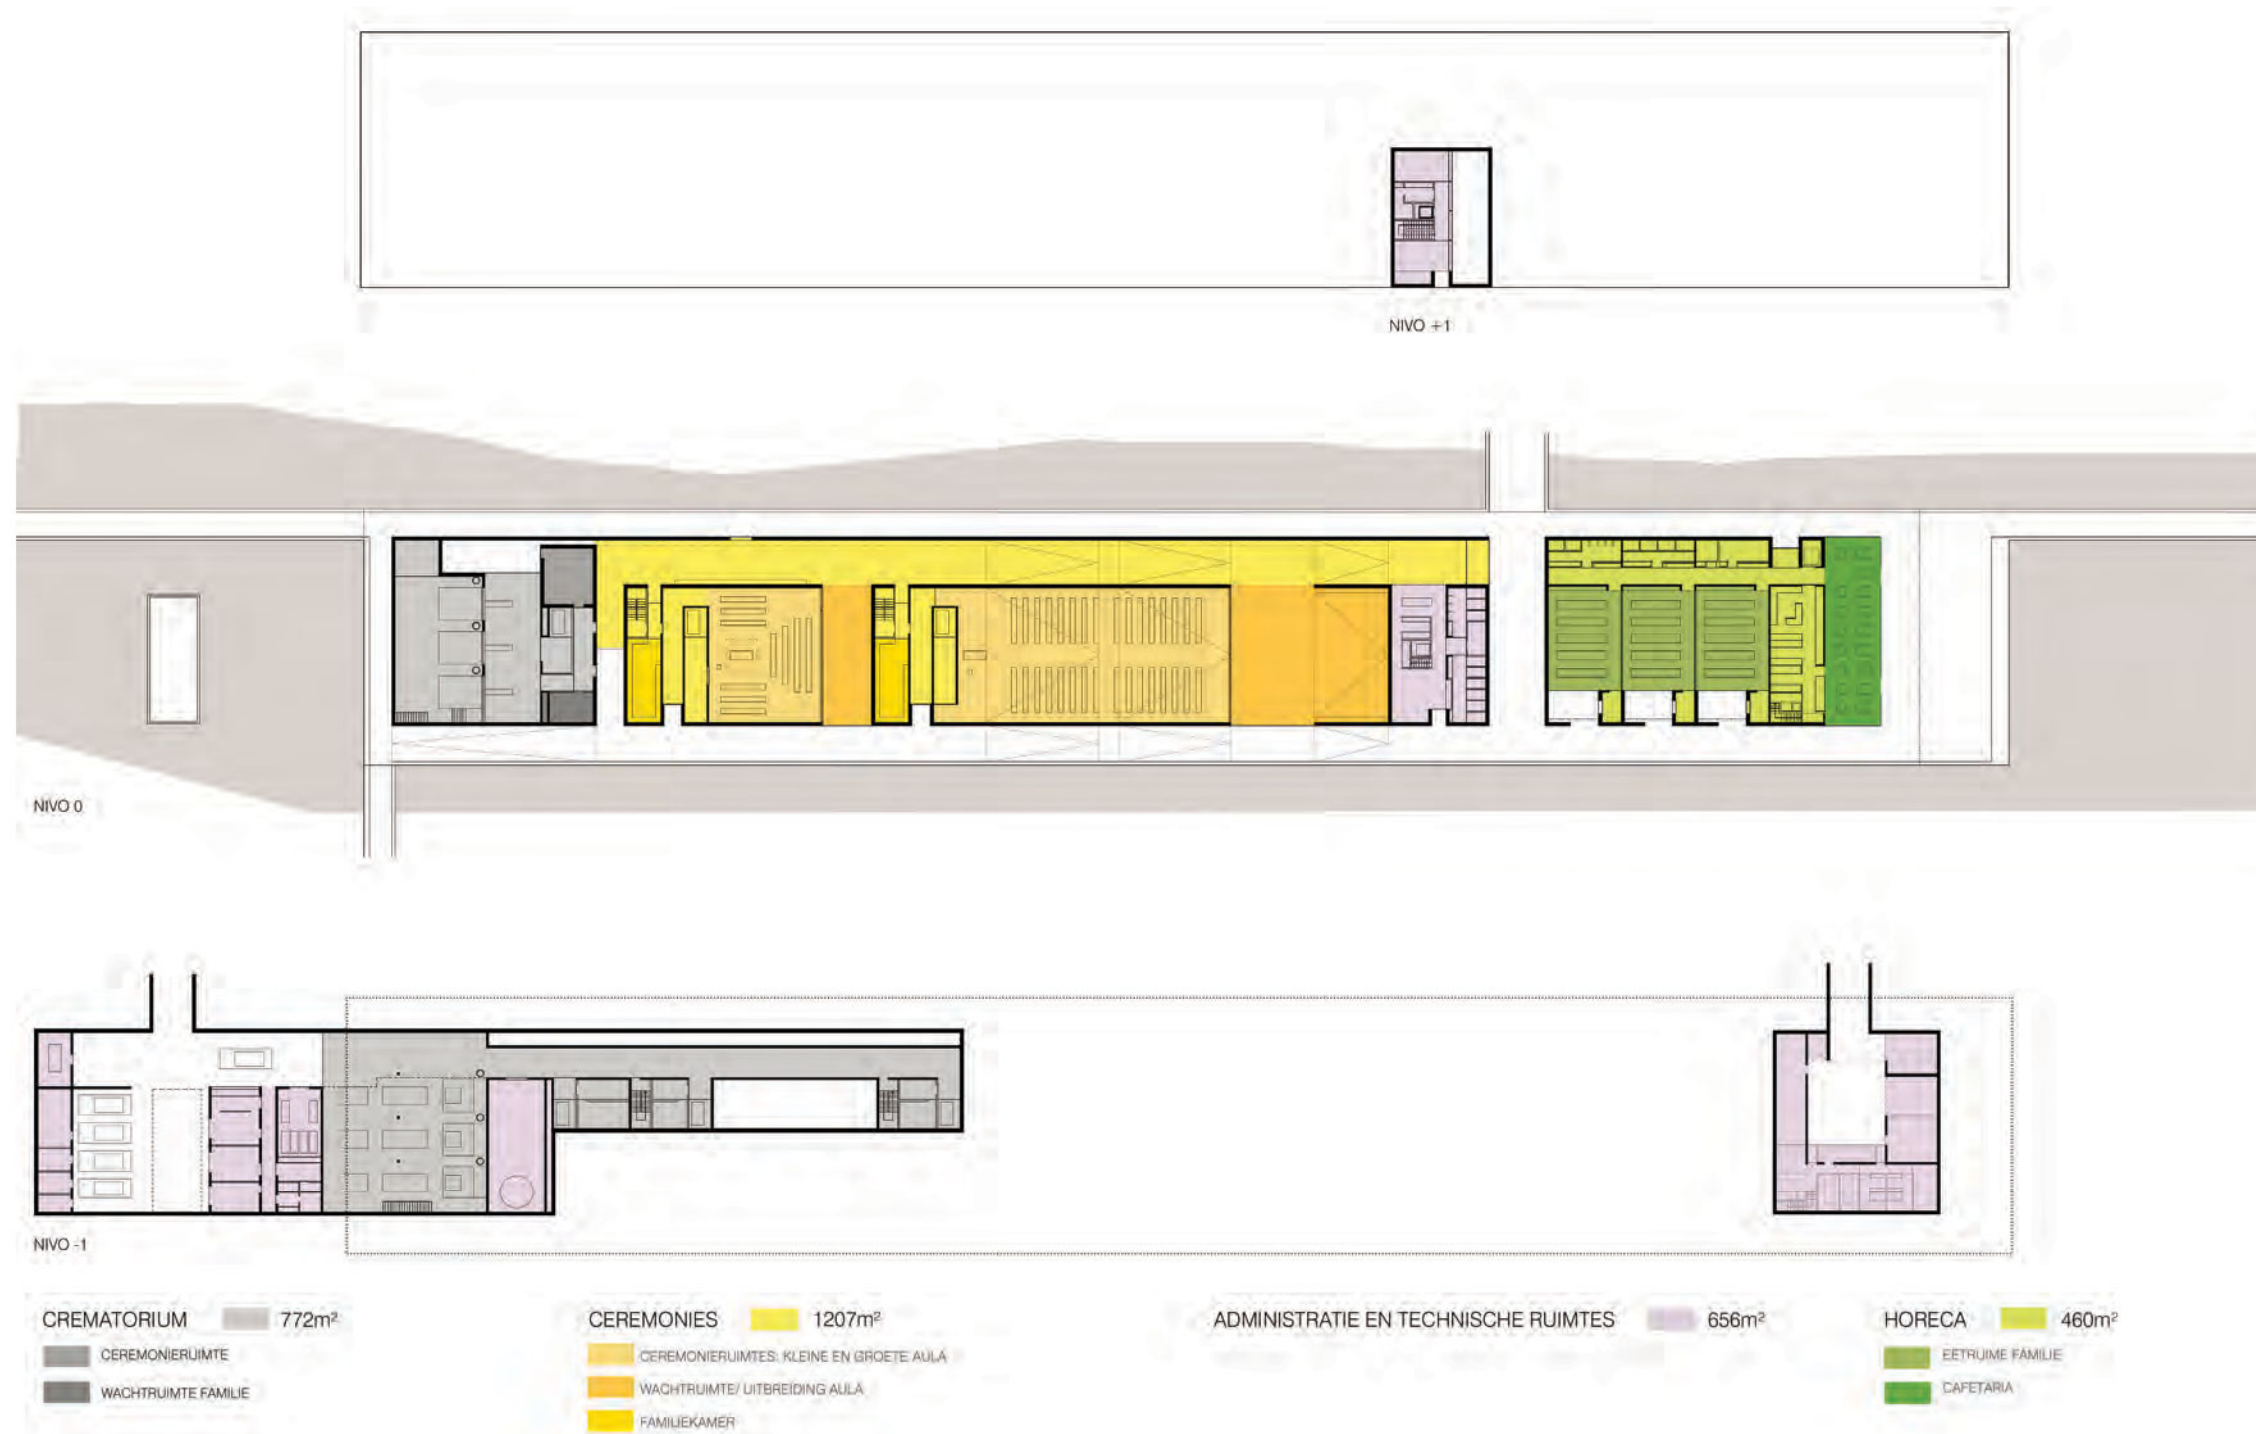 NIVO +1
NIVO 0
NIVO -1
CREMATORIUM 772m²
CEREMONIERUIMTE
WACHTRUIMTE FAMILIE
CEREMONIES 1207m²
CEREMONIERUIMTES: KLEINE EN GROETE AULA
WACHTRUIMTE/ UITBREIDING AULA
FAMILIEKAMER
ADMINISTRATIE EN TECHNISCHE RUIMTES 656m²
HORECA 460m²
EETRUIME FAMILIE
CAFETARIA